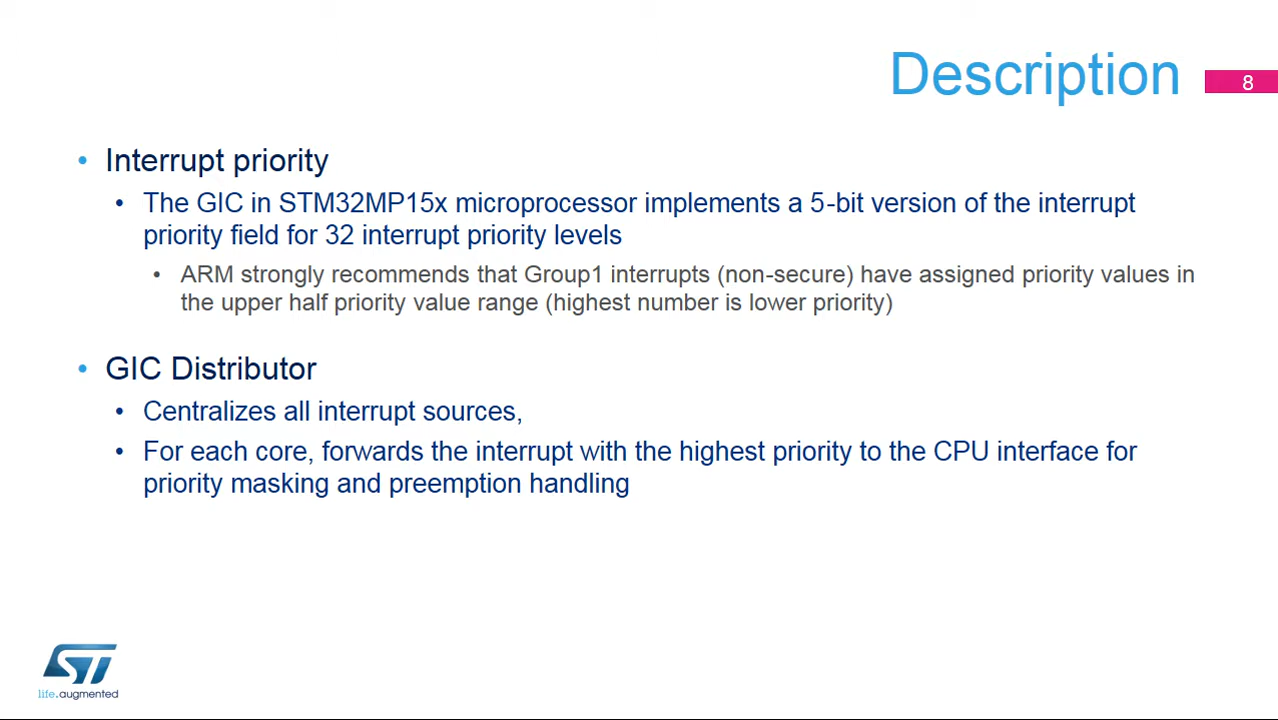 Description
8
• Interrupt priority
• The GIC in STM32MP15x microprocessor implements a 5-bit version of the interrupt
priority field for 32 interrupt priority levels
• ARM strongly recommends that Group1 interrupts (non-secure) have assigned priority values in
the upper half priority value range (highest number is lower priority)
• GIC Distributor
• Centralizes all interrupt sources,
• For each core, forwards the interrupt with the highest priority to the CPU interface for
priority masking and preemption handling
ST
life.augmented